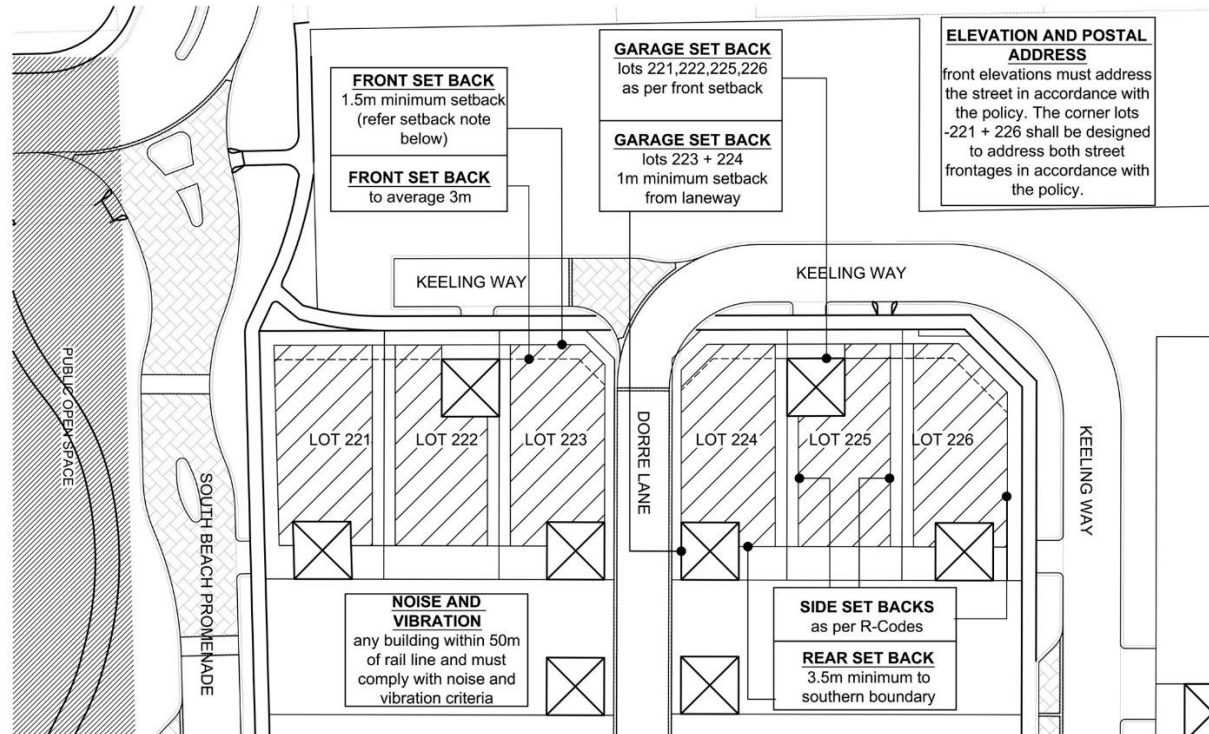 FRONT SET BACK
1.5m minimum setback
(refer setback note
below)
FRONT SET BACK
to average 3m
GARAGE SET BACK
lots 221,222,225,226
as per front setback
GARAGE SET BACK
lots 223 + 224
1m minimum setback
from laneway
ELEVATION AND POSTAL
ADDRESS
front elevations must address
the street in accordance with
the policy. The corner lots
-221 + 226 shall be designed
to address both street
frontages in accordance with
the policy.
KEELING WAY
KEELING WAY
KEELING WAY
PUBLIC OPEN SPACE
SOUTH BEACH PROMENADE
LOT 221
LOT 222
LOT 223
DORRE LANE
LOT 224
LOT 225
LOT 226
NOISE AND
VIBRATION
any building within 50m
of rail line and must
comply with noise and
vibration criteria
SIDE SET BACKS
as per R-Codes
REAR SET BACK
3.5m minimum to
southern boundary